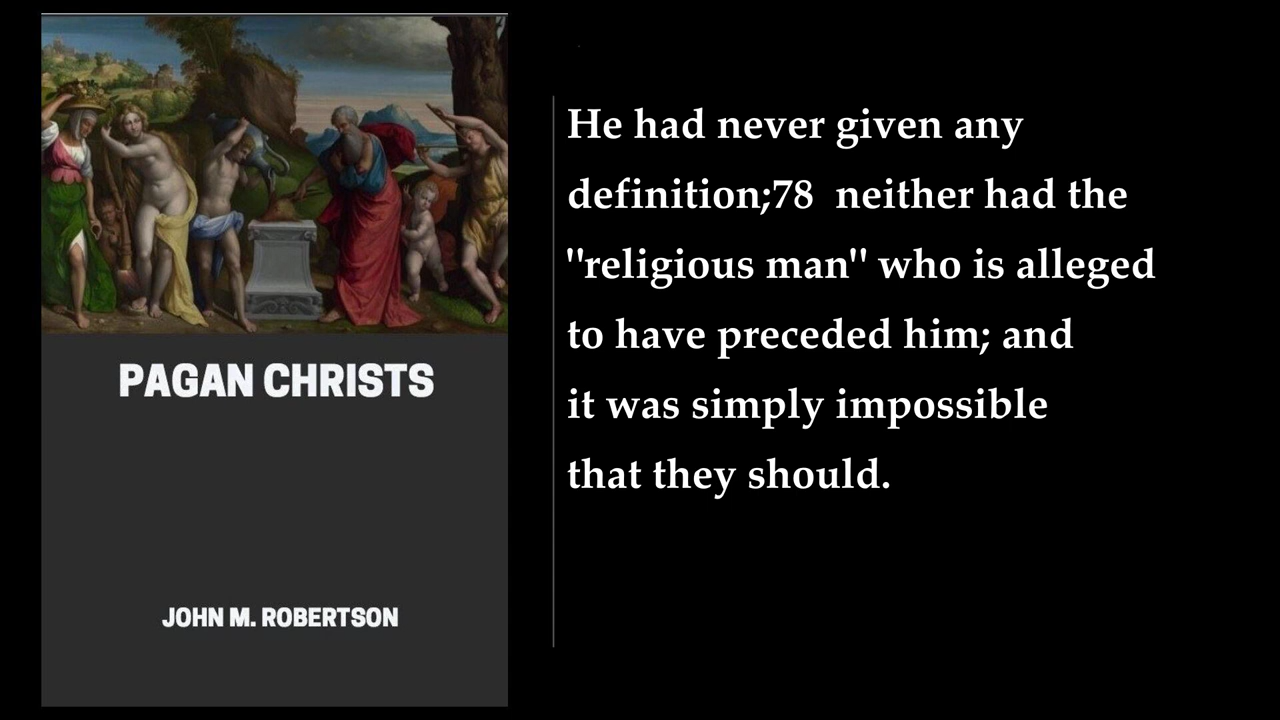 PAGAN CHRISTS
JOHN M. ROBERTSON
He had never given any
definition;78  neither had the
"religious man" who is alleged
to have preceded him; and
it was simply impossible
that they should.